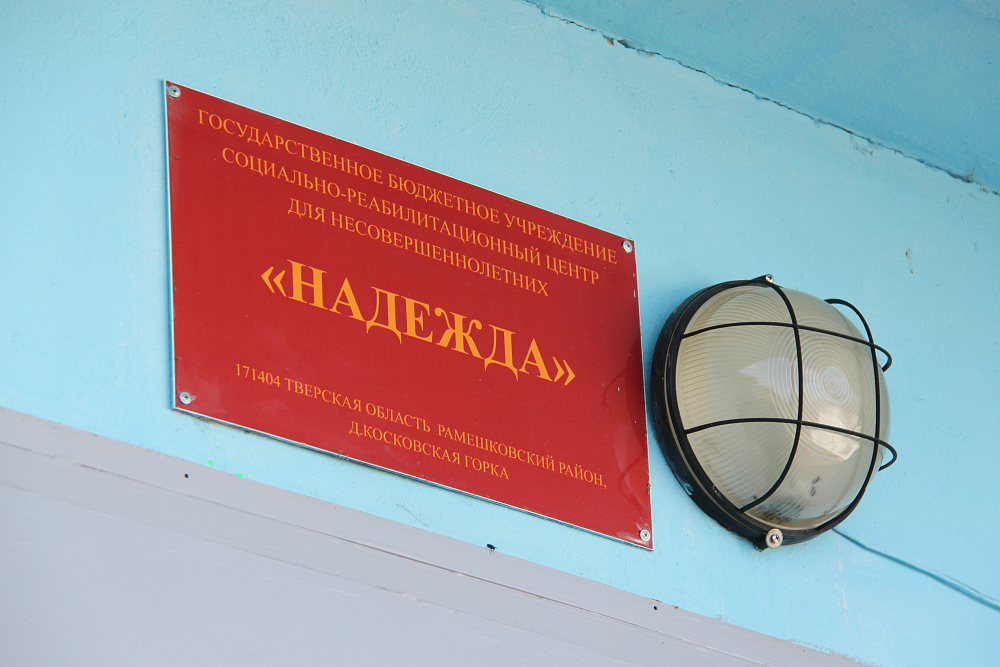 ГОСУДАРСТВЕННОЕ БЮДЖЕТНОЕ УЧРЕЖДЕНИЕ
СОЦИАЛЬНО-РЕАБИЛИТАЦИОННЫЙ ЦЕНТР
ДЛЯ НЕСОВЕРШЕННОЛЕТНИХ
«НАДЕЖДА»
171404 ТВЕРСКАЯ ОБЛАСТЬ РАМЕШКОВСКИЙ РАЙОН,
Д.КОСКОВСКАЯ ГОРКА